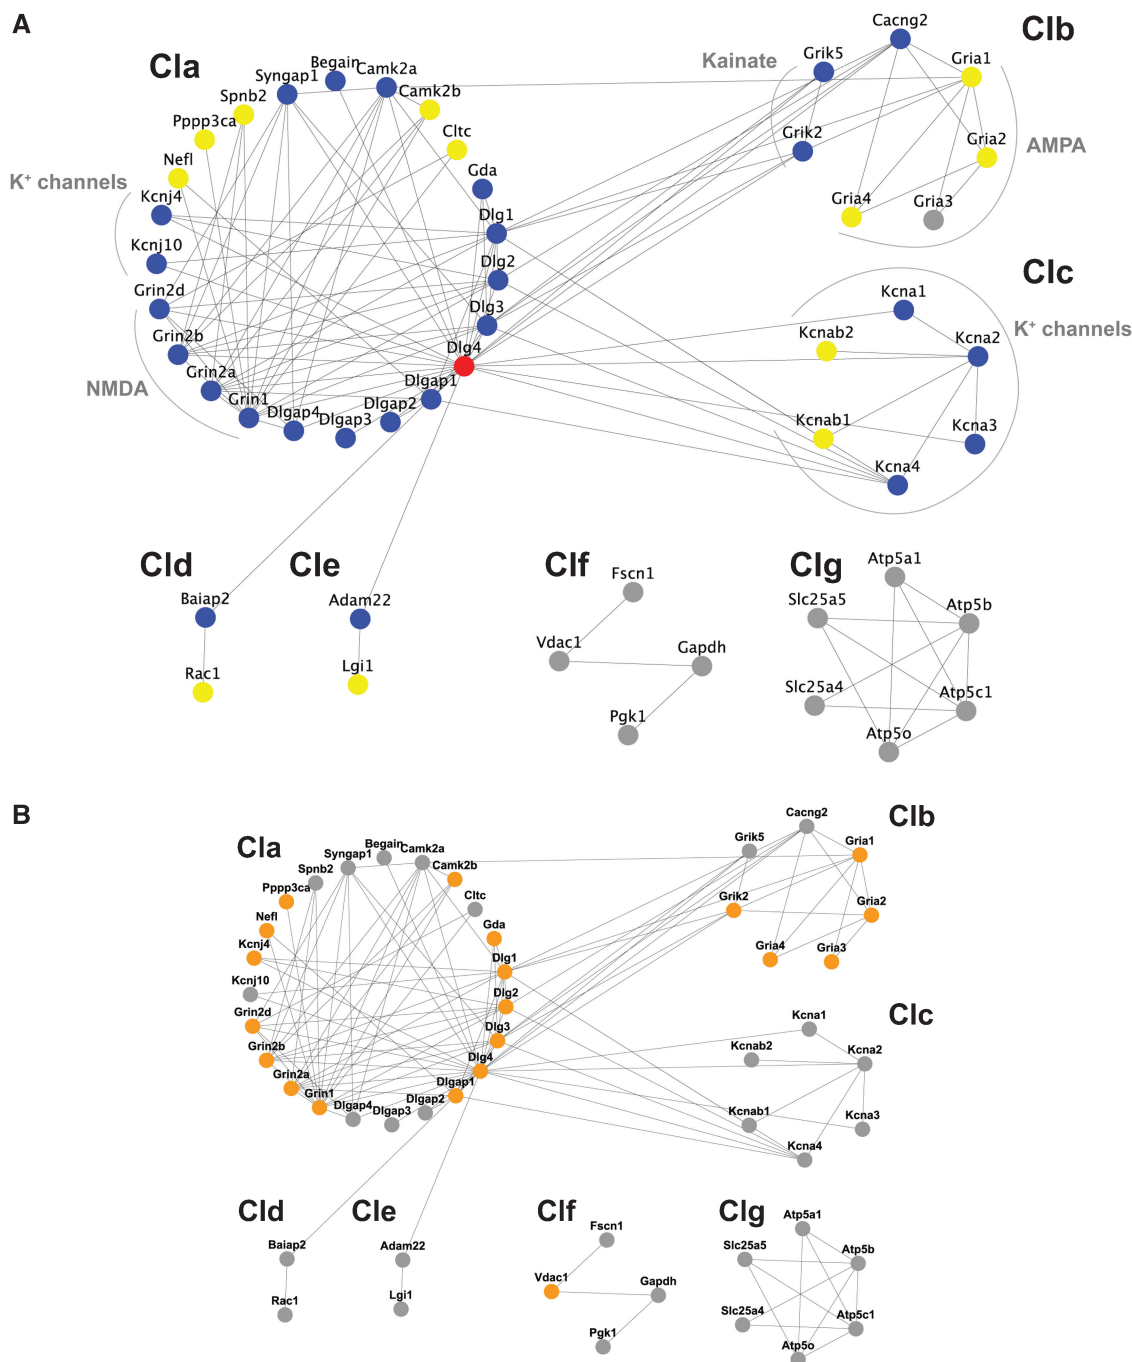 A
Cla
Clb
Kainate
AMPA
Cacng2
Grik5
Gria1
Grik2
Gria2
Gria4
Gria3
Begain
Camk2a
Syngap1
Camk2b
Spnb2
Pppp3ca
Cltc
Nefl
Gda
K+ channels
Kcnj4
Dlg1
Kcnj10
Dlg2
Grin2d
Dlg3
Grin2b
Dlg4
Grin2a
Dlgap1
NMDA
Grin1
Dlgap4
Dlgap3
Dlgap2
Clc
K+ channels
Kcna1
Kcnab2
Kcna2
Kcnab1
Kcna3
Kcna4
Cld
Baiap2
Rac1
Cle
Adam22
Lgi1
Clf
Fscn1
Vdac1
Gapdh
Pgk1
Clg
Atp5a1
Slc25a5
Atp5b
Slc25a4
Atp5c1
Atp5o
B
Cla
Begain
Camk2a
Syngap1
Camk2b
Spnb2
Pppp3ca
Cltc
Nefl
Gda
Kcnj4
Dlg1
Kcnj10
Dlg2
Grin2d
Dlg3
Grin2b
Dlg4
Grin2a
Dlgap1
Grin1
Dlgap4
Dlgap3
Dlgap2
Clb
Cacng2
Grik5
Gria1
Grik2
Gria2
Gria4
Gria3
Clc
Kcna1
Kcnab2
Kcna2
Kcnab1
Kcna3
Kcna4
Cld
Baiap2
Rac1
Cle
Adam22
Lgi1
Clf
Fscn1
Vdac1
Gapdh
Pgk1
Clg
Atp5a1
Slc25a5
Atp5b
Slc25a4
Atp5c1
Atp5o